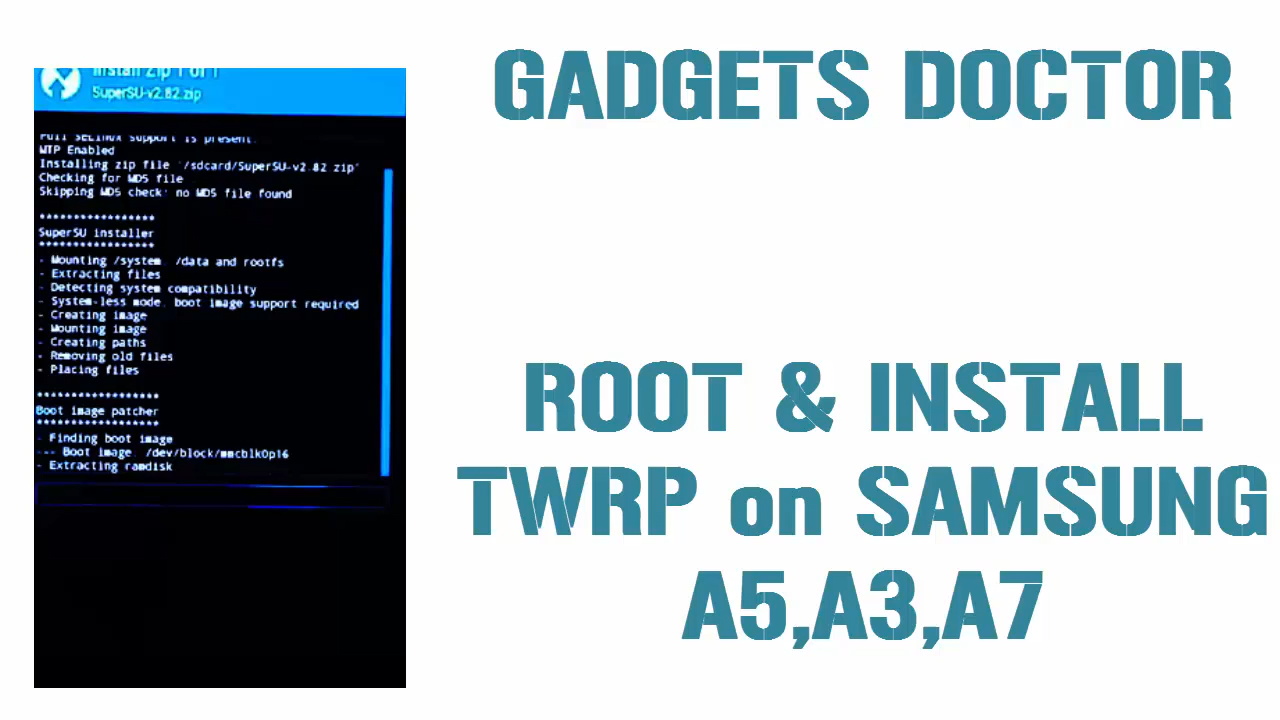 Install Zip 1 of 1
SuperSU-v2.82.zip
Full SELinux support is present.
MTP Enabled
Installing zip file '/sdcard/SuperSU-v2.82.zip'
Checking for MD5 file
Skipping MD5 check: no MD5 file found
*****************
SuperSU installer
*****************
- Mounting /system, /data and rootfs
- Extracting files
- Detecting system compatibility
- System-less mode, boot image support required
- Creating image
- Mounting image
- Creating paths
- Removing old files
- Placing files
******************
Boot image patcher
******************
- Finding boot image
--- Boot image: /dev/block/mmcblk0p16
- Extracting ramdisk
GADGETS DOCTOR
ROOT & INSTALL
TWRP on SAMSUNG
A5,A3,A7